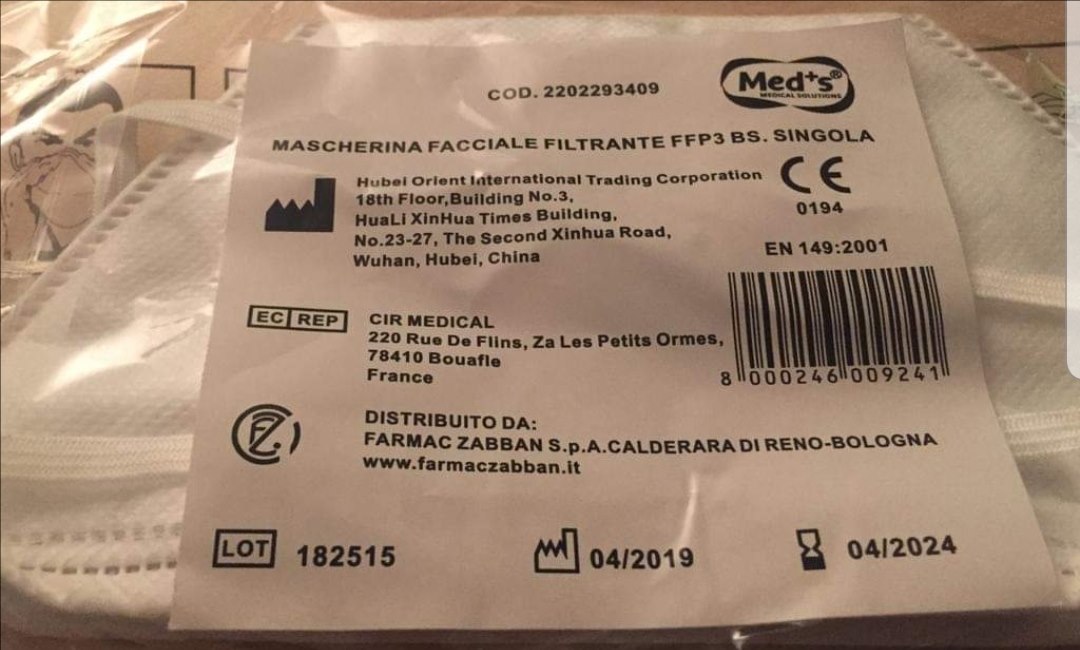 COD. 2202293409
Med+s®
MEDICAL SOLUTIONS
MASCHERINA FACCIALE FILTRANTE FFP3 BS. SINGOLA
Hubei Orient International Trading Corporation
18th Floor,Building No.3,
HuaLi XinHua Times Building,
No.23-27, The Second Xinhua Road,
Wuhan, Hubei, China
CE
0194
EN 149:2001
8 000246 009241
EC REP
CIR MEDICAL
220 Rue De Flins, Za Les Petits Ormes,
78410 Bouafle
France
FZ.
DISTRIBUITO DA:
FARMAC ZABBAN S.p.A.CALDERARA DI RENO-BOLOGNA
www.farmaczabban.it
LOT 182515
04/2019
04/2024